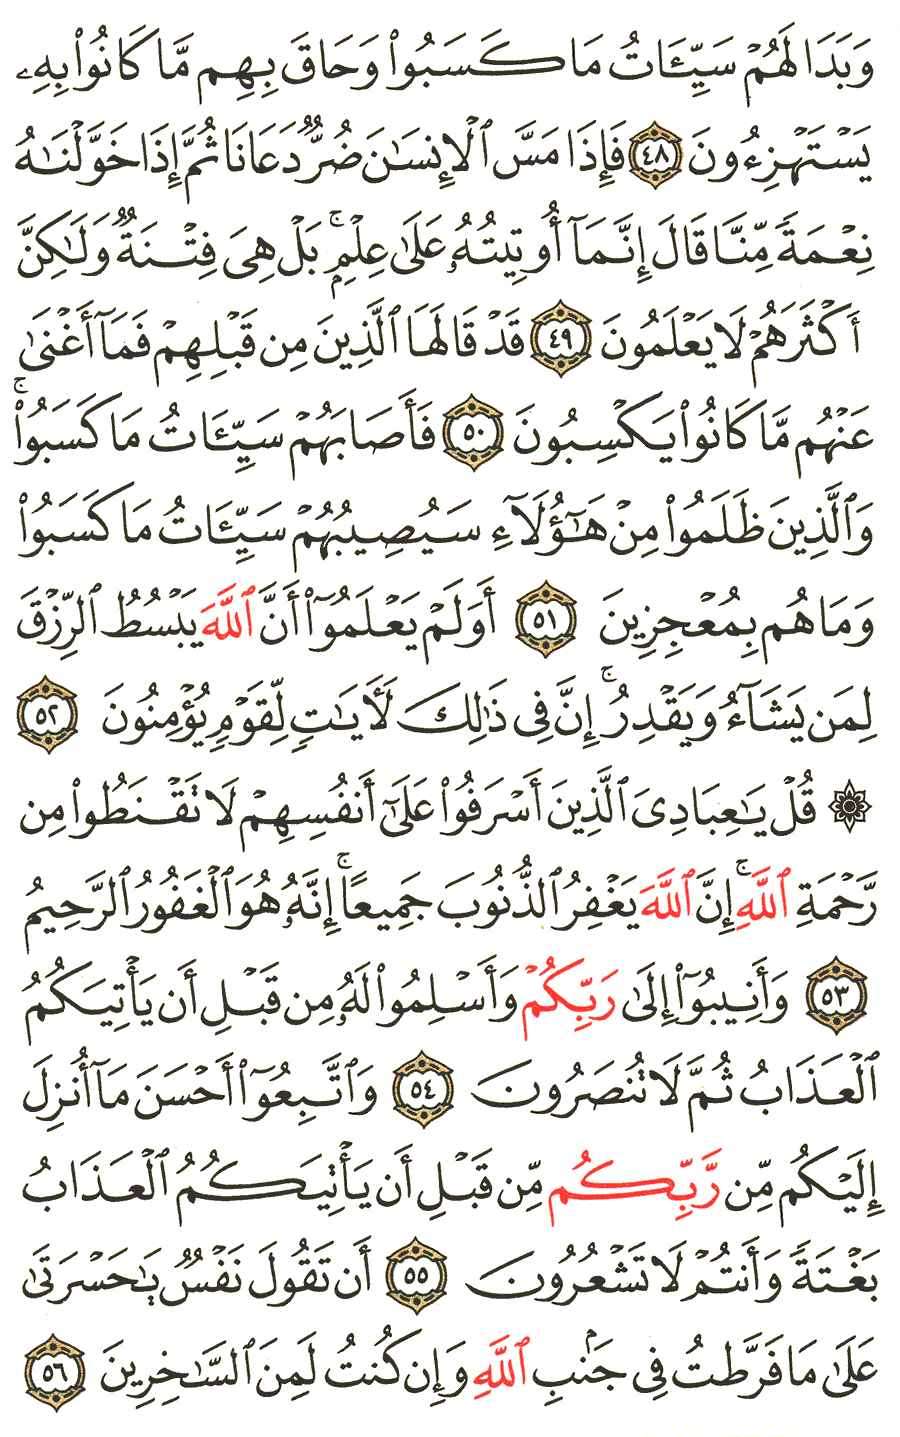 وَبَدَا لَهُمْ سَيِّـَٔاتُ مَا كَسَبُوا۟ وَحَاقَ بِهِم مَّا كَانُوا۟ بِهِۦ
يَسْتَهْزِءُونَ ٤٨ فَإِذَا مَسَّ ٱلْإِنسَـٰنَ ضُرٌّ دَعَانَا ثُمَّ إِذَا خَوَّلْنَـٰهُ
نِعْمَةً مِّنَّا قَالَ إِنَّمَآ أُوتِيتُهُۥ عَلَىٰ عِلْمٍۭ ۚ بَلْ هِىَ فِتْنَةٌ وَلَـٰكِنَّ
أَكْثَرَهُمْ لَا يَعْلَمُونَ ٤٩ قَدْ قَالَهَا ٱلَّذِينَ مِن قَبْلِهِمْ فَمَآ أَغْنَىٰ
عَنْهُم مَّا كَانُوا۟ يَكْسِبُونَ ٥٠ فَأَصَابَهُمْ سَيِّـَٔاتُ مَا كَسَبُوا۟ ۚ
وَٱلَّذِينَ ظَلَمُوا۟ مِنْ هَـٰٓؤُلَآءِ سَيُصِيبُهُمْ سَيِّـَٔاتُ مَا كَسَبُوا۟
وَمَا هُم بِمُعْجِزِينَ ٥١ أَوَلَمْ يَعْلَمُوٓا۟ أَنَّ ٱللَّهَ يَبْسُطُ ٱلرِّزْقَ
لِمَن يَشَآءُ وَيَقْدِرُ ۚ إِنَّ فِى ذَٰلِكَ لَـَٔايَـٰتٍ لِّقَوْمٍ يُؤْمِنُونَ ٥٢
۞ قُلْ يَـٰعِبَادِىَ ٱلَّذِينَ أَسْرَفُوا۟ عَلَىٰٓ أَنفُسِهِمْ لَا تَقْنَطُوا۟ مِن
رَّحْمَةِ ٱللَّهِ ۚ إِنَّ ٱللَّهَ يَغْفِرُ ٱلذُّنُوبَ جَمِيعًا ۚ إِنَّهُۥ هُوَ ٱلْغَفُورُ ٱلرَّحِيمُ
٥٣ وَأَنِيبُوٓا۟ إِلَىٰ رَبِّكُمْ وَأَسْلِمُوا۟ لَهُۥ مِن قَبْلِ أَن يَأْتِيَكُمُ
ٱلْعَذَابُ ثُمَّ لَا تُنصَرُونَ ٥٤ وَٱتَّبِعُوٓا۟ أَحْسَنَ مَآ أُنزِلَ
إِلَيْكُم مِّن رَّبِّكُم مِّن قَبْلِ أَن يَأْتِيَكُمُ ٱلْعَذَابُ
بَغْتَةً وَأَنتُمْ لَا تَشْعُرُونَ ٥٥ أَن تَقُولَ نَفْسٌ يَـٰحَسْرَتَىٰ
عَلَىٰ مَا فَرَّطتُ فِى جَنۢبِ ٱللَّهِ وَإِن كُنتُ لَمِنَ ٱلسَّـٰخِرِينَ ٥٦